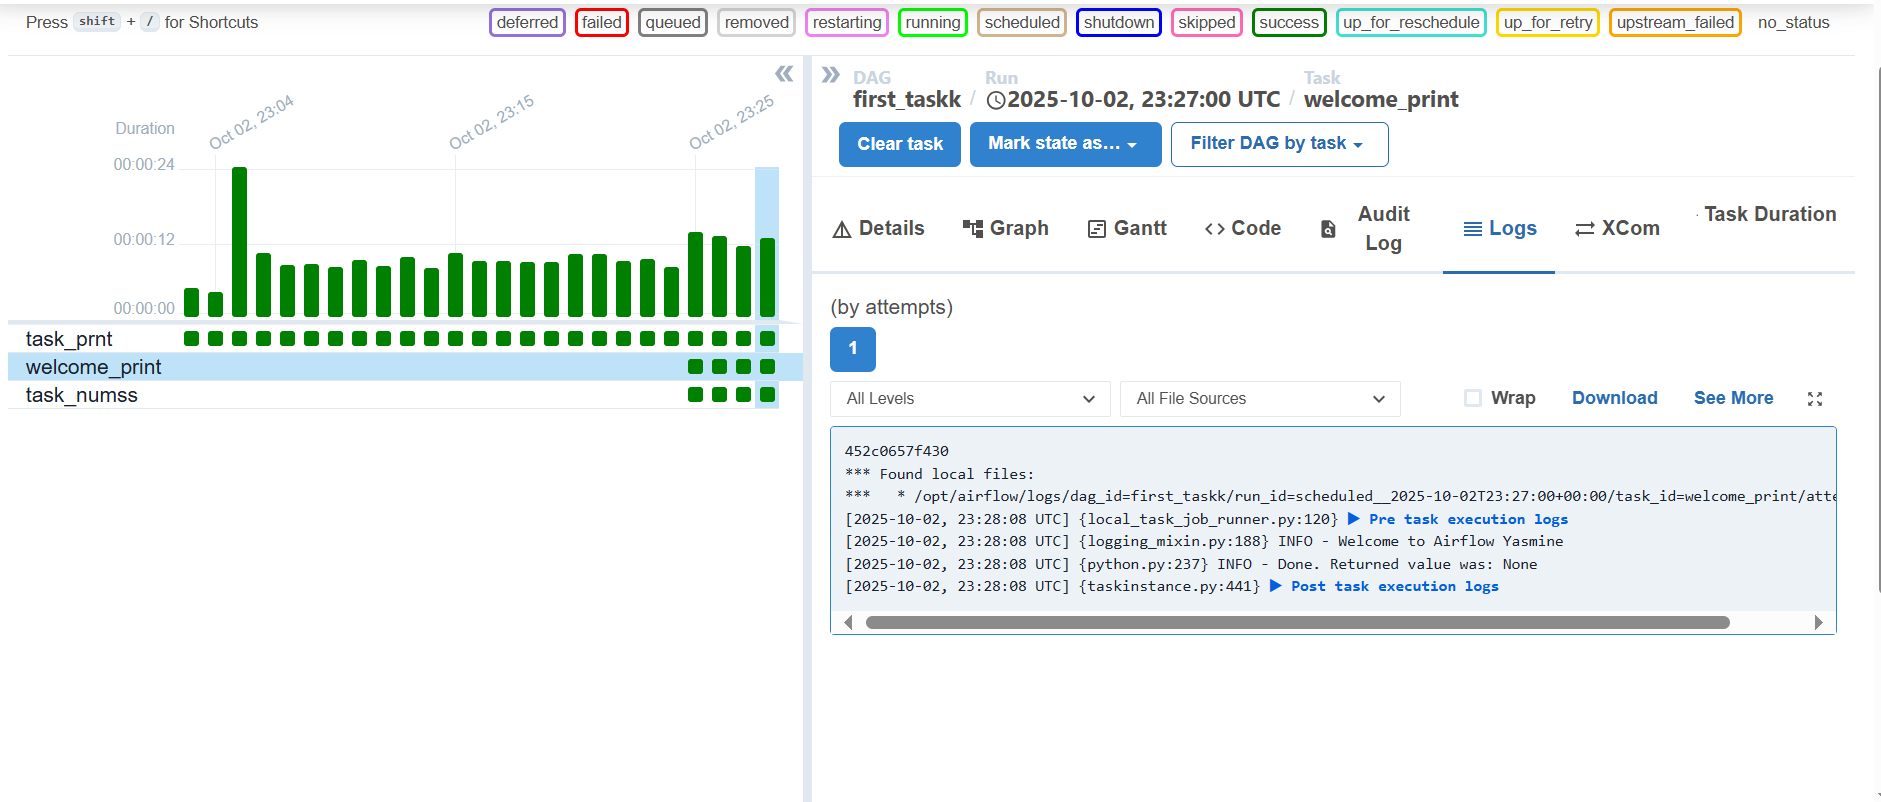 Press shift + / for Shortcuts
deferred failed queued removed restarting running scheduled shutdown skipped success up_for_reschedule up_for_retry upstream_failed no_status
Duration
Oct 02, 23:04
Oct 02, 23:15
Oct 02, 23:25
00:00:24
00:00:12
00:00:00
task_prnt
welcome_print
task_numss
DAG Run Task
first_taskk / 2025-10-02, 23:27:00 UTC / welcome_print
Clear task Mark state as... Filter DAG by task
Details Graph Gantt <> Code Audit Log Logs XCom Task Duration
(by attempts)
1
All Levels All File Sources Wrap Download See More
452c0657f430
*** Found local files:
***   * /opt/airflow/logs/dag_id=first_taskk/run_id=scheduled__2025-10-02T23:27:00+00:00/task_id=welcome_print/atte
[2025-10-02, 23:28:08 UTC] {local_task_job_runner.py:120} ▶ Pre task execution logs
[2025-10-02, 23:28:08 UTC] {logging_mixin.py:188} INFO - Welcome to Airflow Yasmine
[2025-10-02, 23:28:08 UTC] {python.py:237} INFO - Done. Returned value was: None
[2025-10-02, 23:28:08 UTC] {taskinstance.py:441} ▶ Post task execution logs